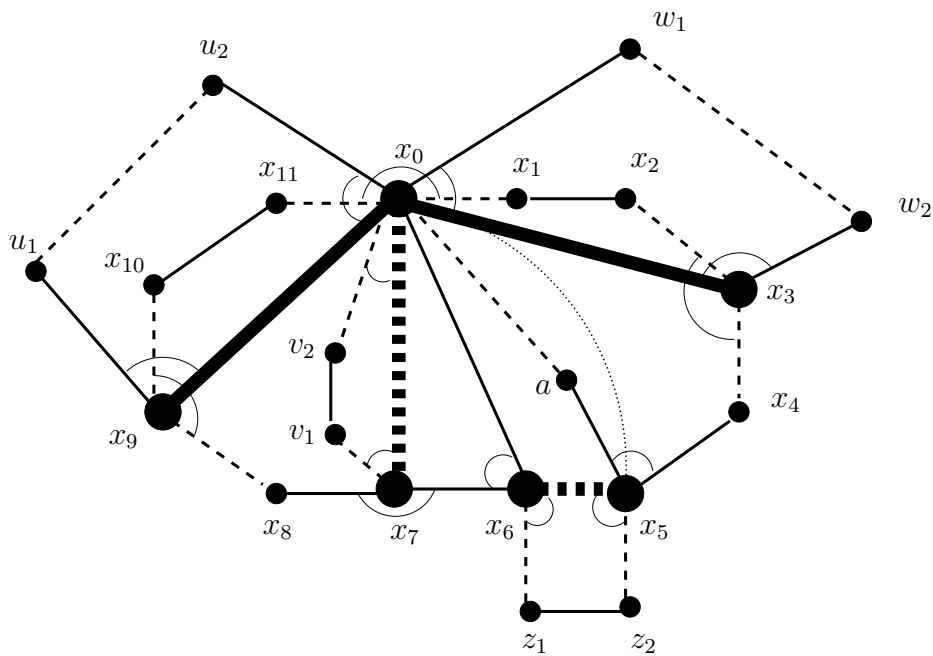 w₁
u₂
x₀
x₁₁
x₁
x₂
w₂
u₁
x₁₀
x₃
v₂
a
x₄
v₁
x₉
x₈
x₇
x₆
x₅
z₁
z₂